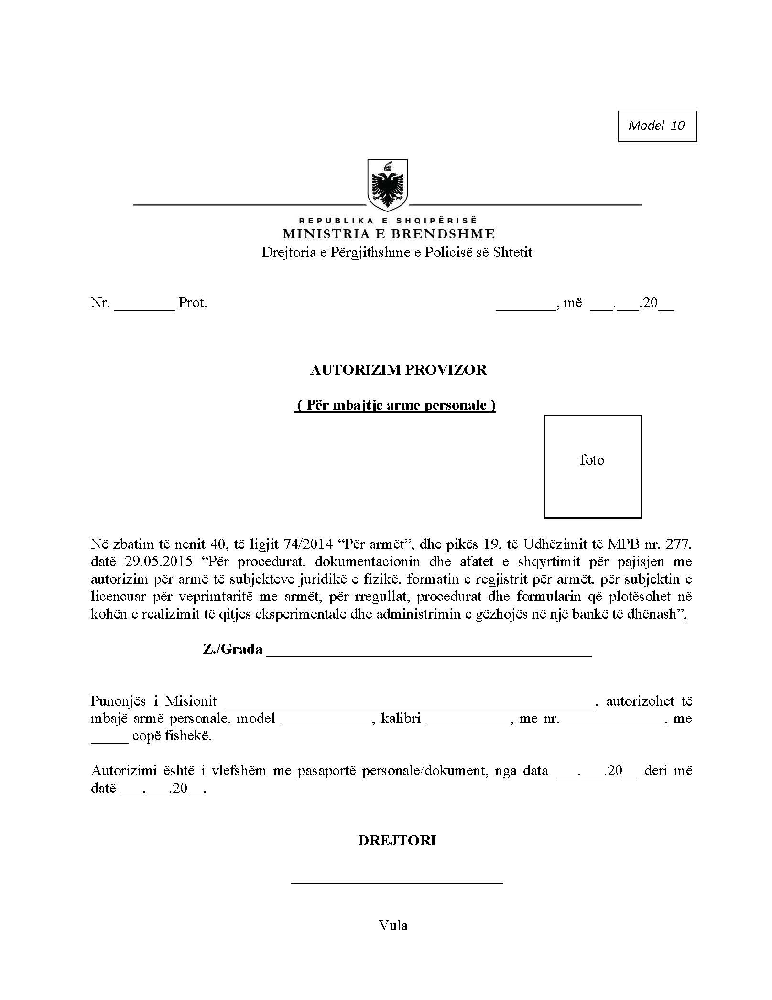 Model 10
REPUBLIKA E SHQIPËRISË
MINISTRIA E BRENDSHME
Drejtoria e Përgjithshme e Policisë së Shtetit
Nr. ________ Prot. ________, më ___.___.20__
AUTORIZIM PROVIZOR
( Për mbajtje arme personale )
foto
Në zbatim të nenit 40, të ligjit 74/2014 “Për armët”, dhe pikës 19, të Udhëzimit të MPB nr. 277,
datë 29.05.2015 “Për procedurat, dokumentacionin dhe afatet e shqyrtimit për pajisjen me
autorizim për armë të subjekteve juridikë e fizikë, formatin e regjistrit për armët, për subjektin e
licencuar për veprimtaritë me armët, për rregullat, procedurat dhe formularin që plotësohet në
kohën e realizimit të qitjes eksperimentale dhe administrimin e gëzhojës në një bankë të dhënash”,
Z./Grada ___________________________________________
Punonjës i Misionit _________________________________________________, autorizohet të
mbajë armë personale, model ____________, kalibri ___________, me nr. _____________, me
_____ copë fishekë.
Autorizimi është i vlefshëm me pasaportë personale/dokument, nga data ___.___.20__ deri më
datë ___.___.20__.
DREJTORI
____________________________
Vula